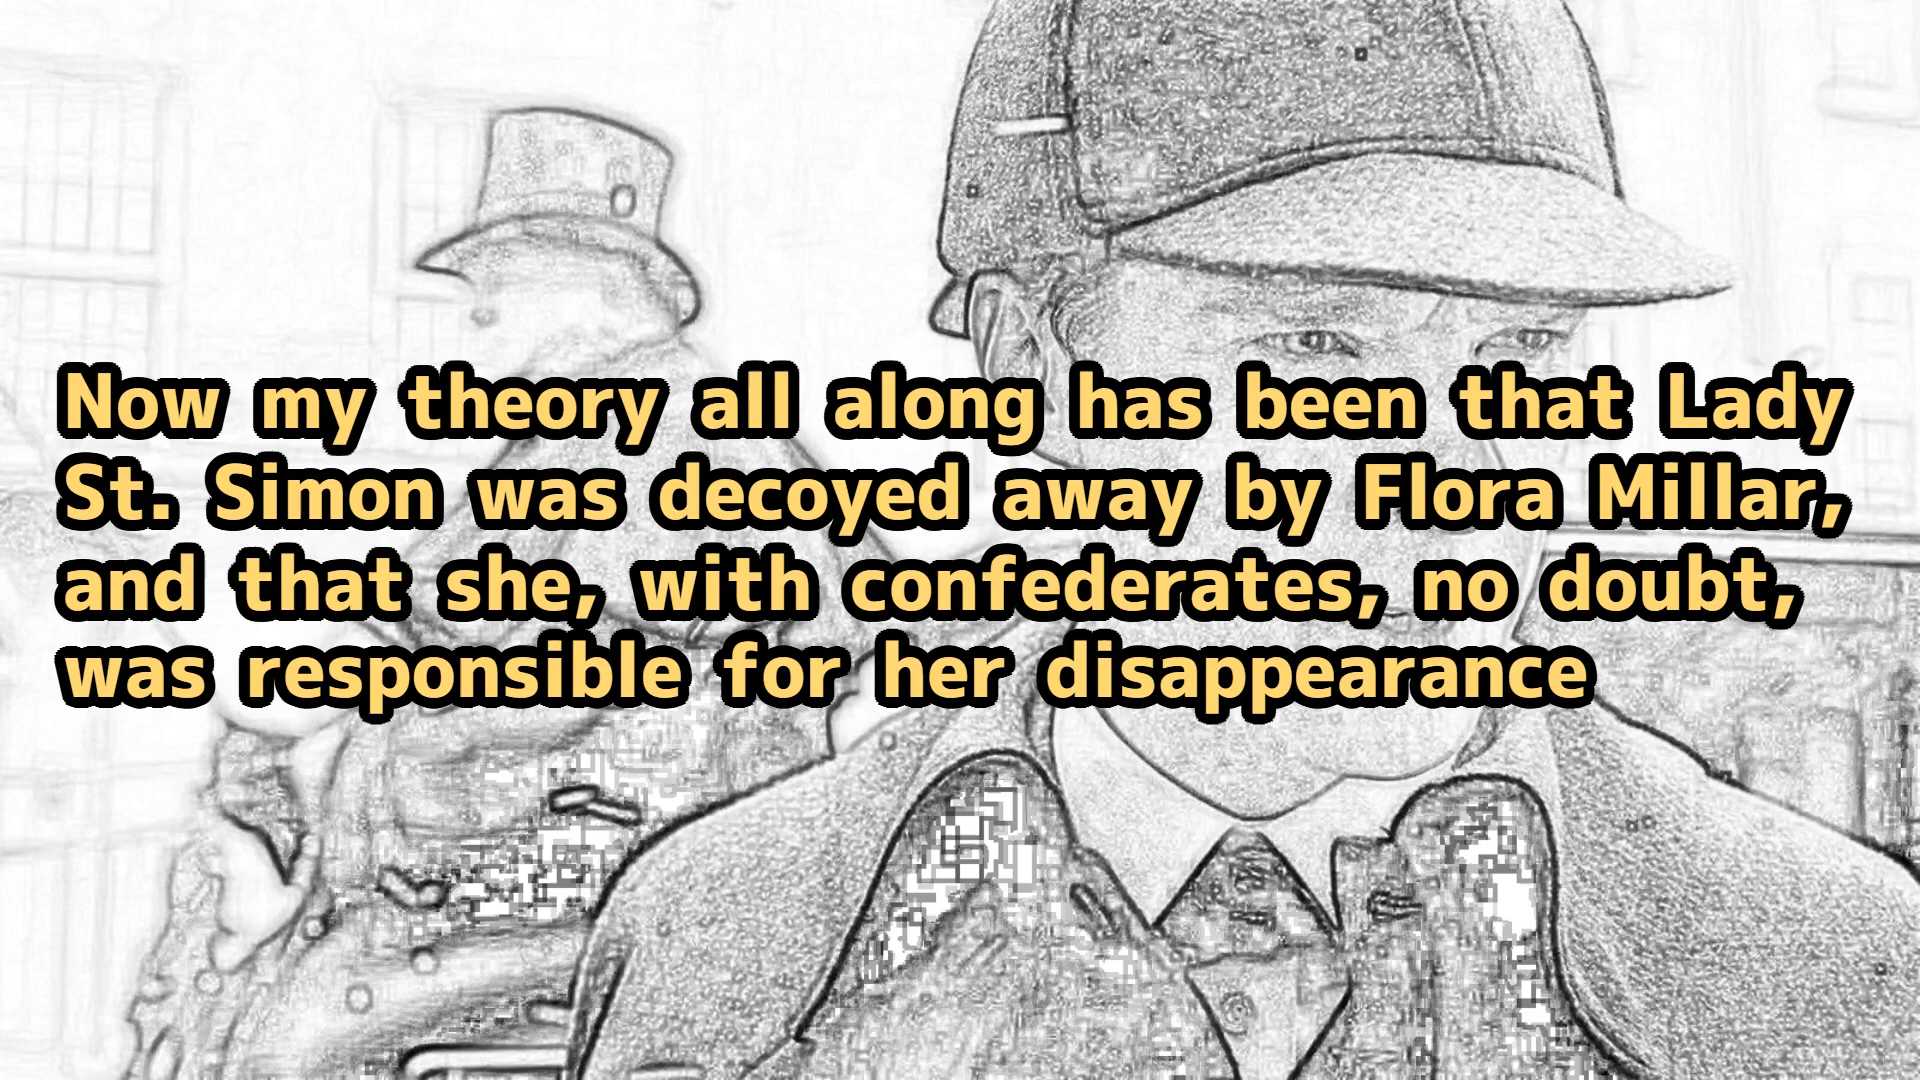 Now my theory all along has been that Lady
St. Simon was decoyed away by Flora Millar,
and that she, with confederates, no doubt,
was responsible for her disappearance